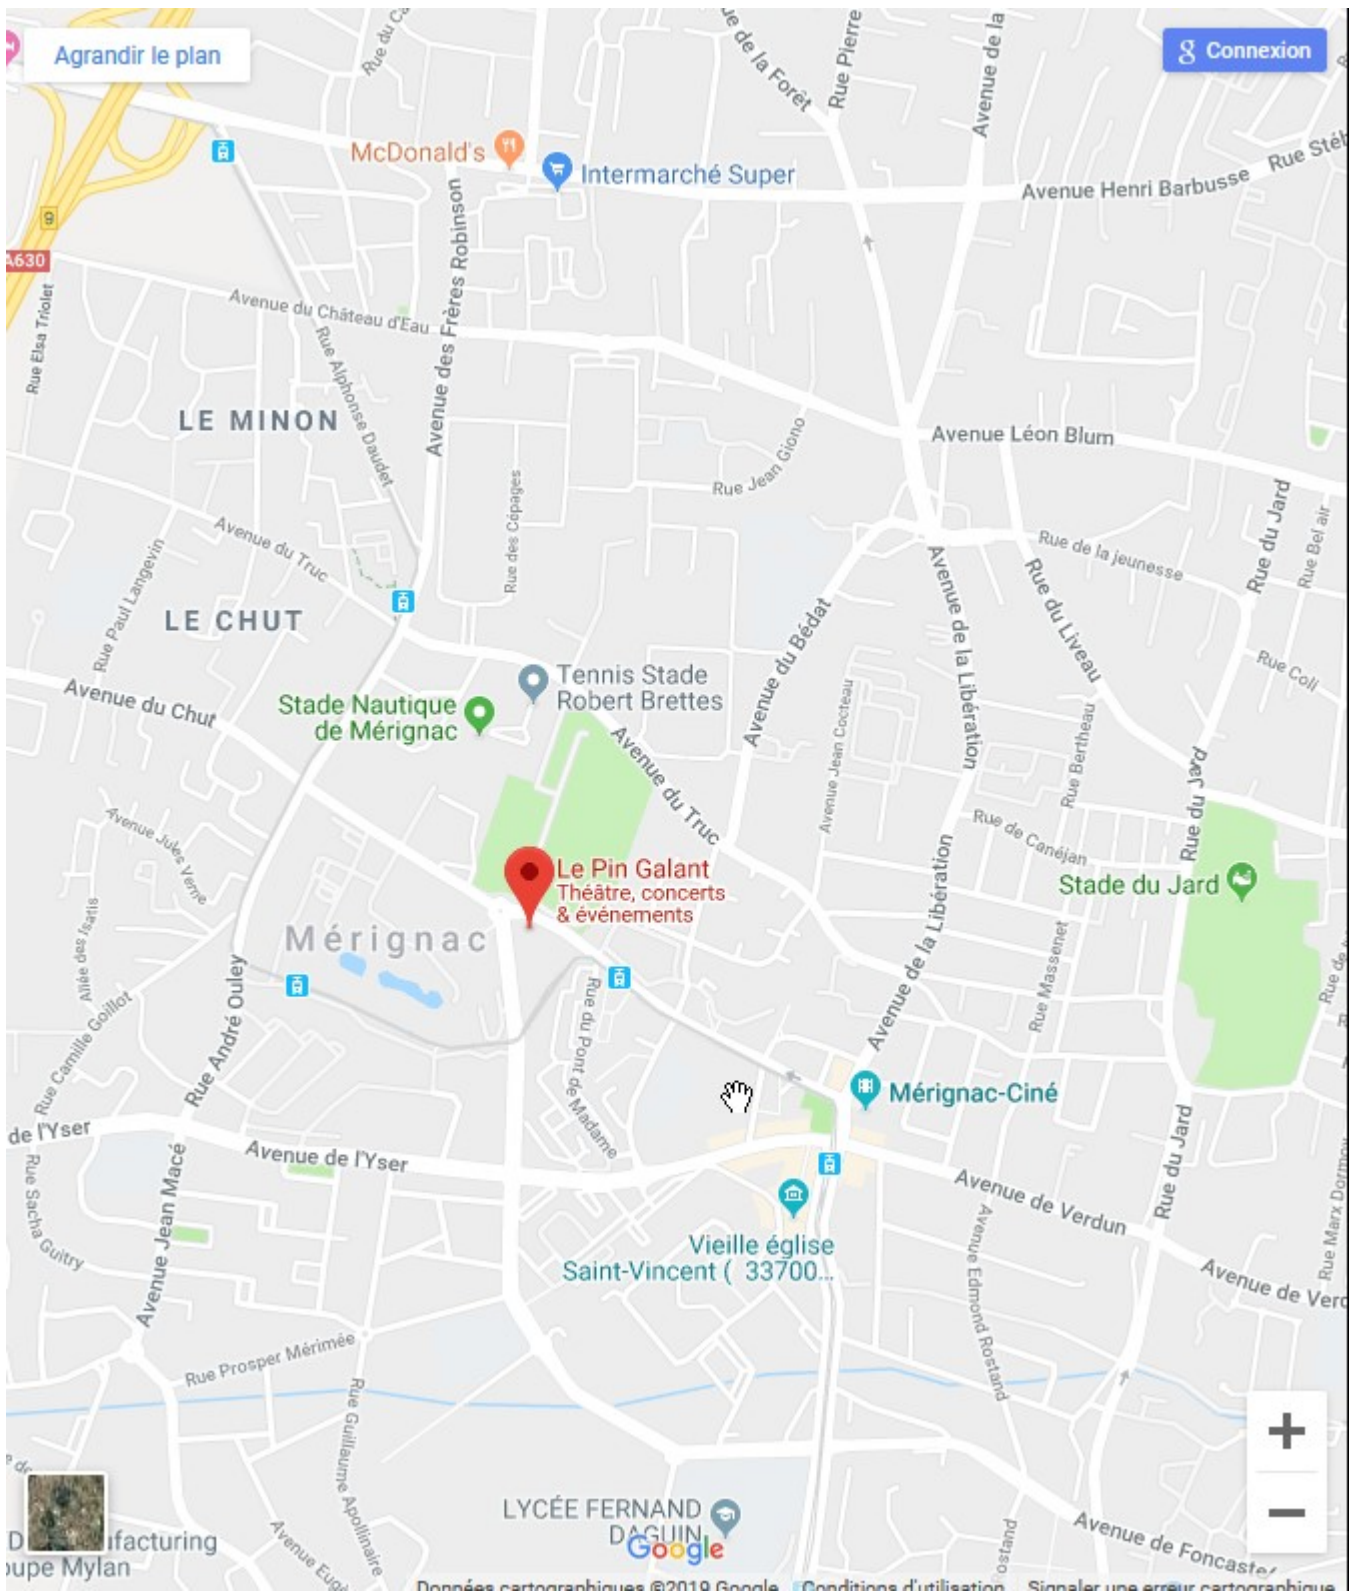 Agrandir le plan
Connexion
Rue Pierre
Avenue de la
McDonald's
Intermarché Super
Avenue Henri Barbusse
9
A630
Rue Elsa Triolet
Avenue du Château d'Eau
Avenue des Frères Robinson
Rue Alphonse Daudet
LE MINON
Avenue Léon Blum
Rue Jean Giono
Rue des Cépages
Avenue du Truc
Rue Paul Langevin
LE CHUT
Rue de la jeunesse
Rue du Jard
Rue Bel air
Avenue du Bédat
Avenue de la Libération
Rue du Liveau
Rue Coli
Avenue du Chut
Stade Nautique
de Mérignac
Tennis Stade
Robert Brettes
Avenue du Truc
Avenue Jean Cocteau
Rue Bertheau
Rue du Jard
Avenue Jules Verne
Rue de Canéjan
Le Pin Galant
Théâtre, concerts
& événements
Stade du Jard
Avenue de la Libération
Mérignac
Allée des Isatis
Rue Camille Goillot
Rue André Ouley
Rue du Pont de Madame
Rue Massenet
Mérignac-Ciné
de l'Yser
Avenue de l'Yser
Rue Sacha Guitry
Avenue Jean Macé
Rue du Jard
Avenue de Verdun
Vieille église
Saint-Vincent ( 33700...
Avenue Edmond Rostand
Rue Marx Dormoy
Rue Prosper Mérimée
Rue Guillaume Apollinaire
LYCÉE FERNAND
DAGUIN
Google
upe Mylan
Avenue de
Données cartographiques ©2019 Google
Conditions d'utilisation
Signaler une erreur cartographique